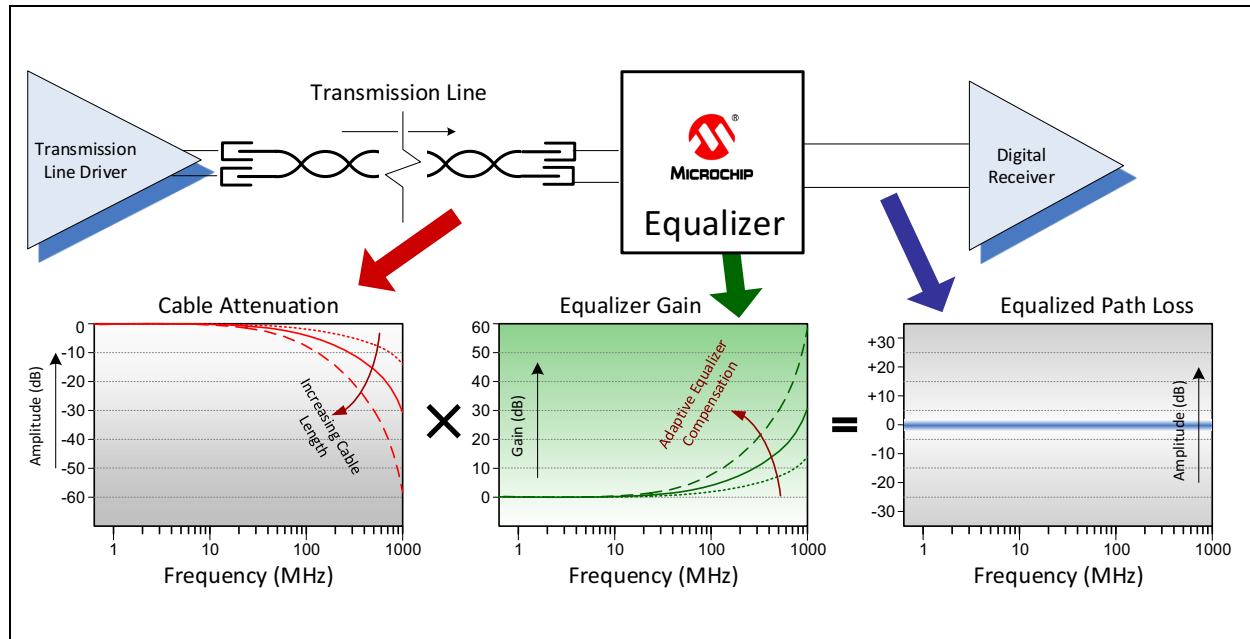 Transmission Line
Transmission
Line Driver
®
MICROCHIP
Equalizer
Digital
Receiver
Cable Attenuation
Amplitude (dB)
0
-10
-20
-30
-40
-50
-60
Increasing Cable
Length
1
10
100
1000
Frequency (MHz)
×
Equalizer Gain
Gain (dB)
60
50
40
30
20
10
0
Adaptive Equalizer
Compensation
1
10
100
1000
Frequency (MHz)
=
Equalized Path Loss
+30
+20
+10
0
-10
-20
-30
Amplitude (dB)
1
10
100
1000
Frequency (MHz)